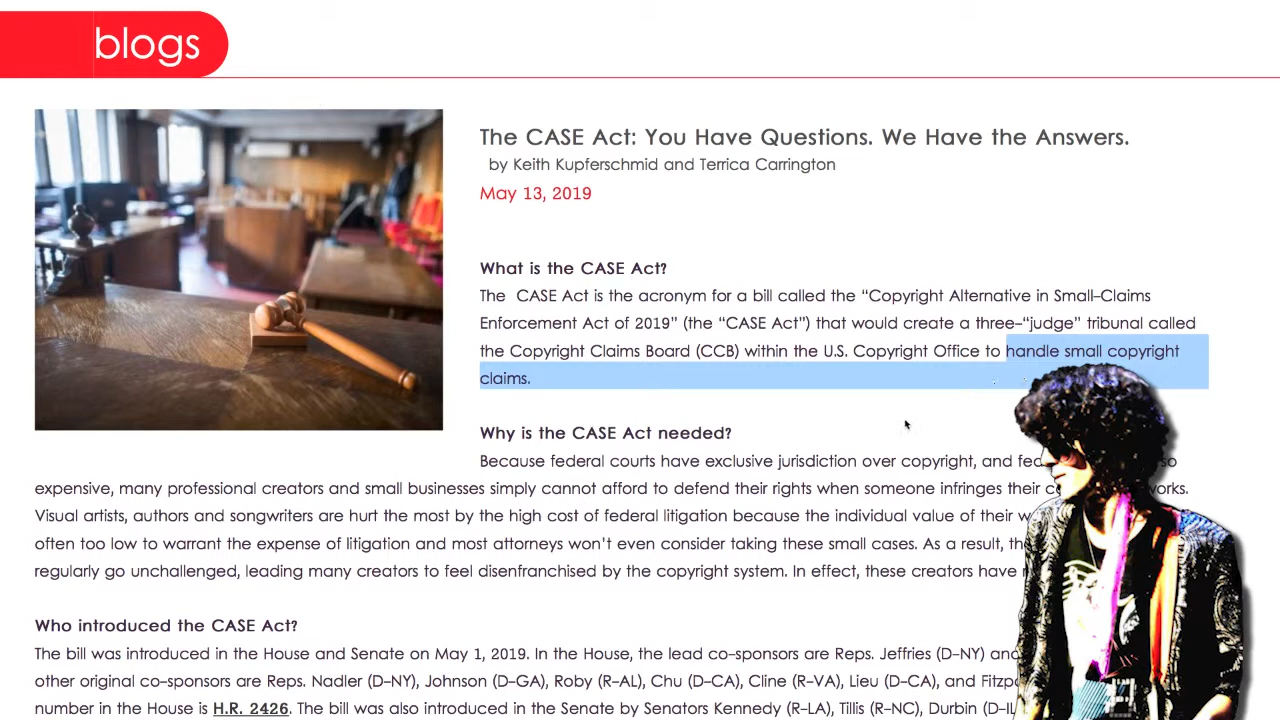 blogs
The CASE Act: You Have Questions. We Have the Answers.
by Keith Kupferschmid and Terrica Carrington
May 13, 2019
What is the CASE Act?
The CASE Act is the acronym for a bill called the “Copyright Alternative in Small–Claims
Enforcement Act of 2019” (the “CASE Act”) that would create a three–“judge” tribunal called
the Copyright Claims Board (CCB) within the U.S. Copyright Office to handle small copyright
claims.
Why is the CASE Act needed?
Because federal courts have exclusive jurisdiction over copyright, and so
expensive, many professional creators and small businesses simply cannot afford to defend their rights when someone infringes their
Visual artists, authors and songwriters are hurt the most by the high cost of federal litigation because the individual value of their
often too low to warrant the expense of litigation and most attorneys won’t even consider taking these small cases. As a result,
regularly go unchallenged, leading many creators to feel disenfranchised by the copyright system. In effect, these creators have
Who introduced the CASE Act?
The bill was introduced in the House and Senate on May 1, 2019. In the House, the lead co–sponsors are Reps. Jeffries (D–NY) and
other original co–sponsors are Reps. Nadler (D–NY), Johnson (D–GA), Roby (R–AL), Chu (D–CA), Cline (R–VA), Lieu (D–CA), and
number in the House is H.R. 2426. The bill was also introduced in the Senate by Senators Kennedy (R–LA), Tillis (R–NC), Durbin